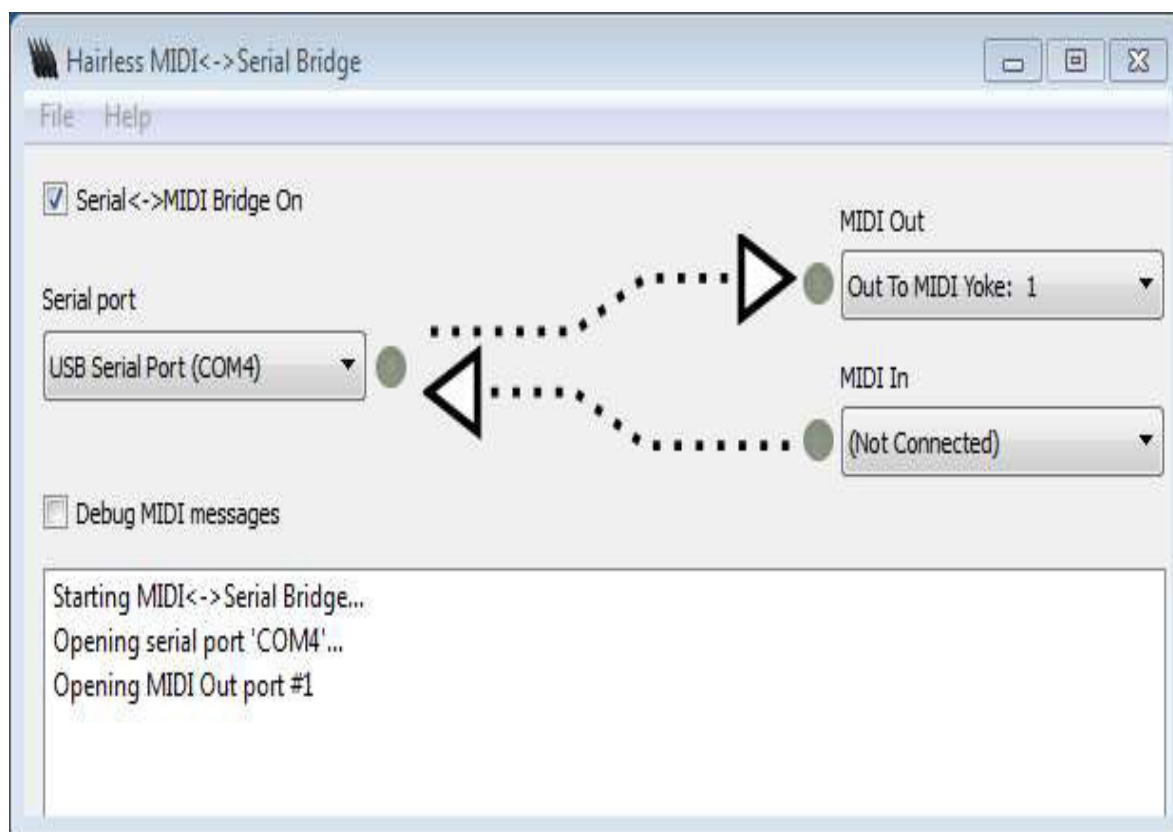 Hairless MIDI<->Serial Bridge
File Help
Serial<->MIDI Bridge On
MIDI Out
Out To MIDI Yoke: 1
Serial port
USB Serial Port (COM4)
MIDI In
(Not Connected)
Debug MIDI messages
Starting MIDI<->Serial Bridge...
Opening serial port 'COM4'...
Opening MIDI Out port #1